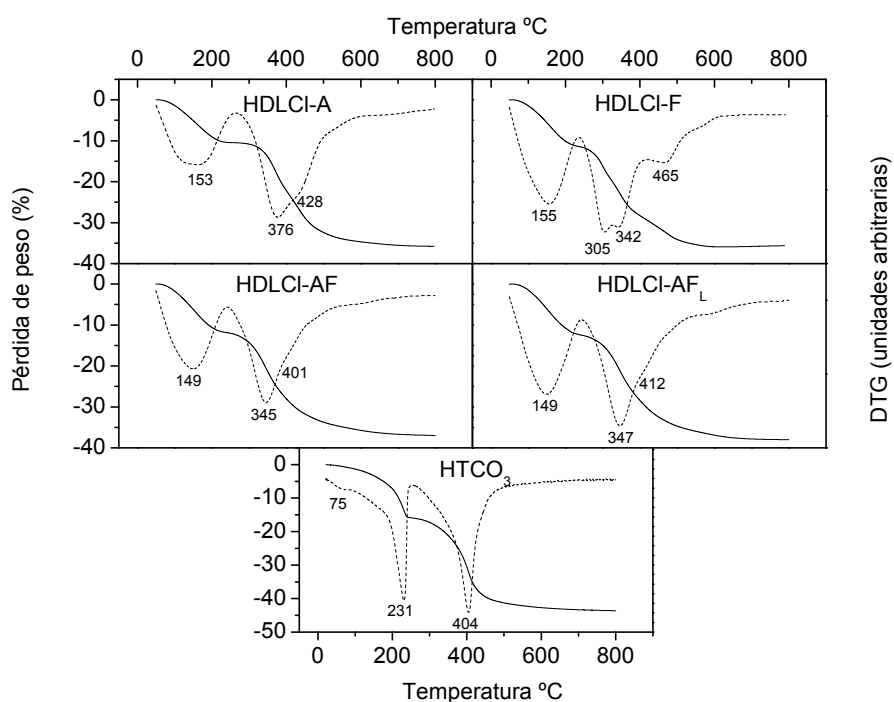 Temperatura ºC
0 200 400 600 800 0 200 400 600 800
Pérdida de peso (%)
DTG (unidades arbitrarias)
0
-10
-20
-30
-40
HDLCl-A
153
376
428
HDLCl-F
155
305
342
465
0
-10
-20
-30
-40
HDLCl-AF
149
345
401
HDLCl-AF_L
149
347
412
0
-10
-20
-30
-40
-50
HTCO₃
75
231
404
0 200 400 600 800
Temperatura ºC